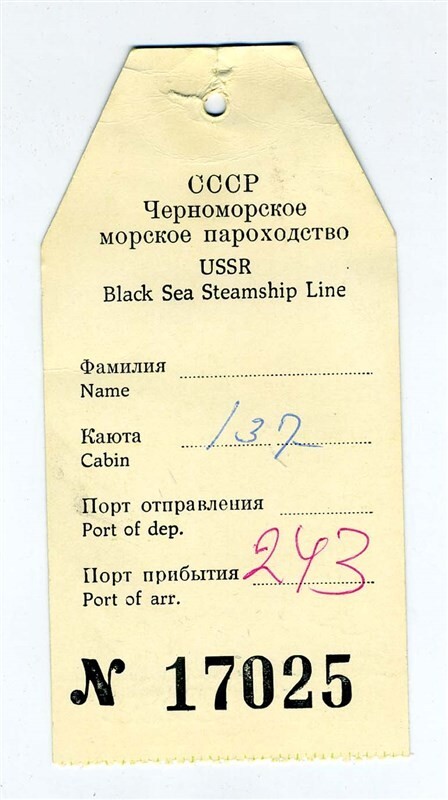 СССР
Черноморское
морское пароходство
USSR
Black Sea Steamship Line
Фамилия
Name
Каюта 137
Cabin
Порт отправления
Port of dep.
Порт прибытия 243
Port of arr.
№ 17025